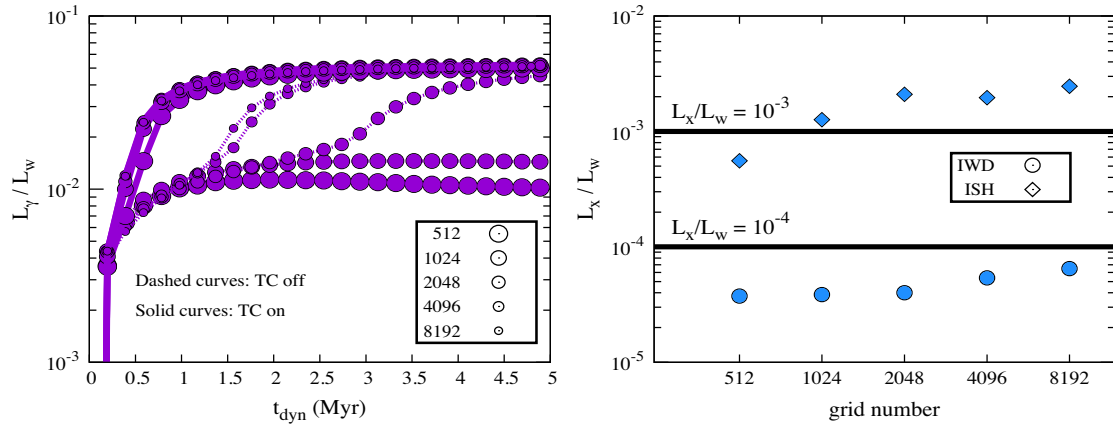 10⁻¹
10⁻²
10⁻³
L_γ / L_w
Dashed curves: TC off
Solid curves: TC on
512
1024
2048
4096
8192
0 0.5 1 1.5 2 2.5 3 3.5 4 4.5 5
t_dyn (Myr)
10⁻²
10⁻³
10⁻⁴
10⁻⁵
L_x / L_w
L_x/L_w = 10⁻³
IWD
ISH
L_x/L_w = 10⁻⁴
512 1024 2048 4096 8192
grid number